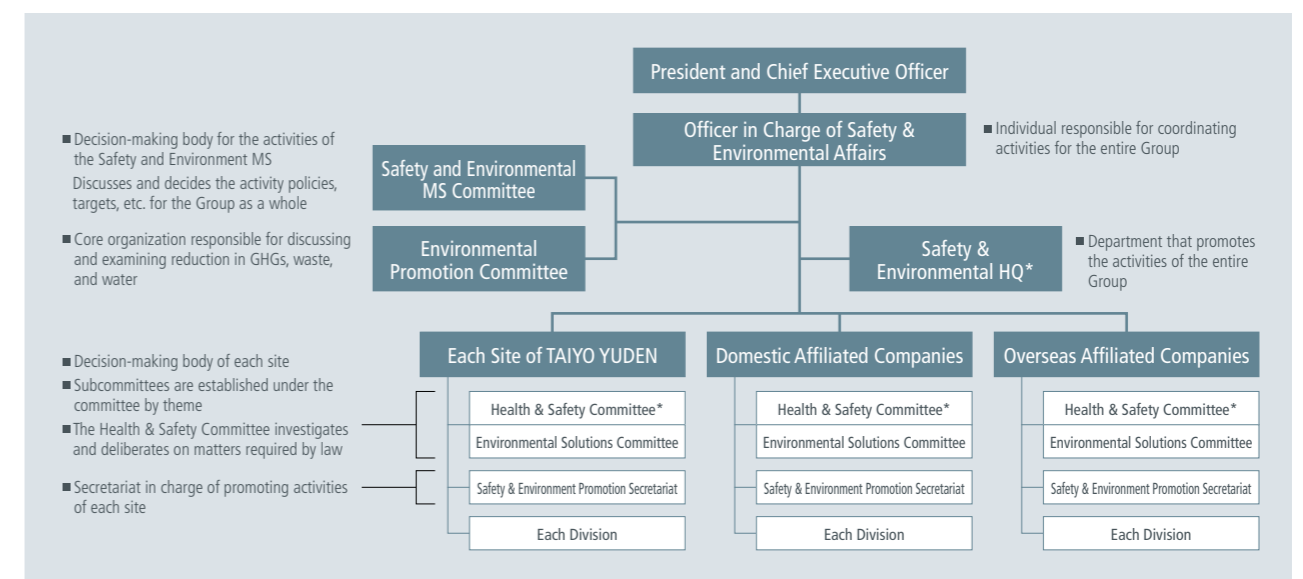 President and Chief Executive Officer
Officer in Charge of Safety &
Environmental Affairs
■ Individual responsible for coordinating
activities for the entire Group
■ Decision-making body for the activities of
the Safety and Environment MS
Discusses and decides the activity policies,
targets, etc. for the Group as a whole
Safety and Environmental
MS Committee
■ Core organization responsible for discussing
and examining reduction in GHGs, waste,
and water
Environmental
Promotion Committee
Safety &
Environmental HQ*
■ Department that promotes
the activities of the entire
Group
■ Decision-making body of each site
■ Subcommittees are established under the
committee by theme
■ The Health & Safety Committee investigates
and deliberates on matters required by law
■ Secretariat in charge of promoting activities
of each site
Each Site of TAIYO YUDEN
Health & Safety Committee*
Environmental Solutions Committee
Safety & Environment Promotion Secretariat
Each Division
Domestic Affiliated Companies
Health & Safety Committee*
Environmental Solutions Committee
Safety & Environment Promotion Secretariat
Each Division
Overseas Affiliated Companies
Health & Safety Committee*
Environmental Solutions Committee
Safety & Environment Promotion Secretariat
Each Division